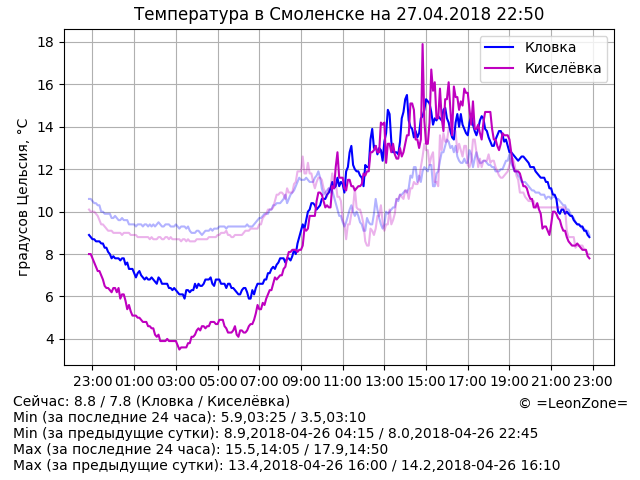 Температура в Смоленске на 27.04.2018 22:50
Кловка
Киселёвка
градусов Цельсия, °C
18
16
14
12
10
8
6
4
23:00 01:00 03:00 05:00 07:00 09:00 11:00 13:00 15:00 17:00 19:00 21:00 23:00
Сейчас: 8.8 / 7.8 (Кловка / Киселёвка)
© =LeonZone=
Min (за последние 24 часа): 5.9,03:25 / 3.5,03:10
Min (за предыдущие сутки): 8.9,2018-04-26 04:15 / 8.0,2018-04-26 22:45
Max (за последние 24 часа): 15.5,14:05 / 17.9,14:50
Max (за предыдущие сутки): 13.4,2018-04-26 16:00 / 14.2,2018-04-26 16:10